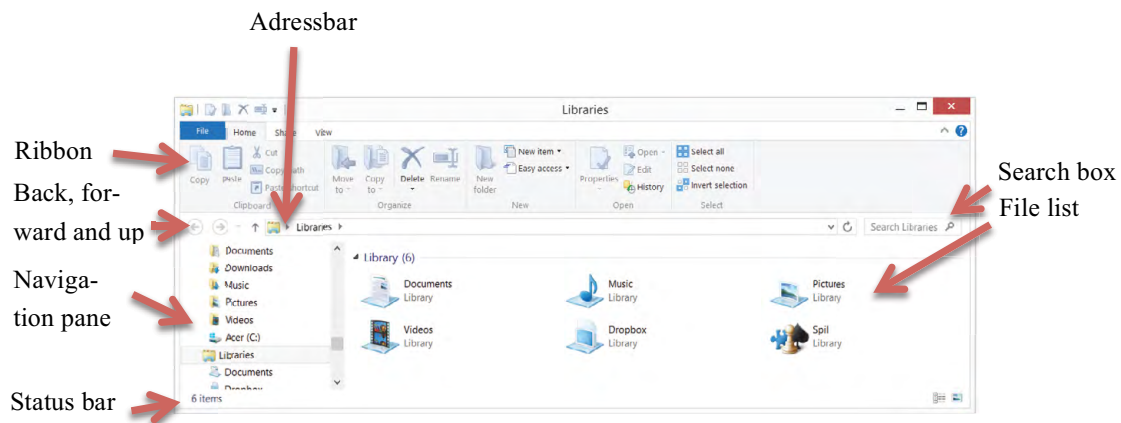 Adressbar
Libraries
File Home Share View
Ribbon
Copy Paste Cut Copy path Paste shortcut
Move to Copy to Delete Rename
New folder New item Easy access
Properties Open Edit History
Select all Select none Invert selection
Clipboard Organize New Open Select
Back, for-
ward and up
Libraries
Search Libraries
Search box
File list
Naviga-
tion pane
Documents
Downloads
Music
Pictures
Videos
Acer (C:)
Libraries
Documents
Dropbox
Library (6)
Documents
Library
Music
Library
Pictures
Library
Videos
Library
Dropbox
Library
Spil
Library
Status bar
6 items